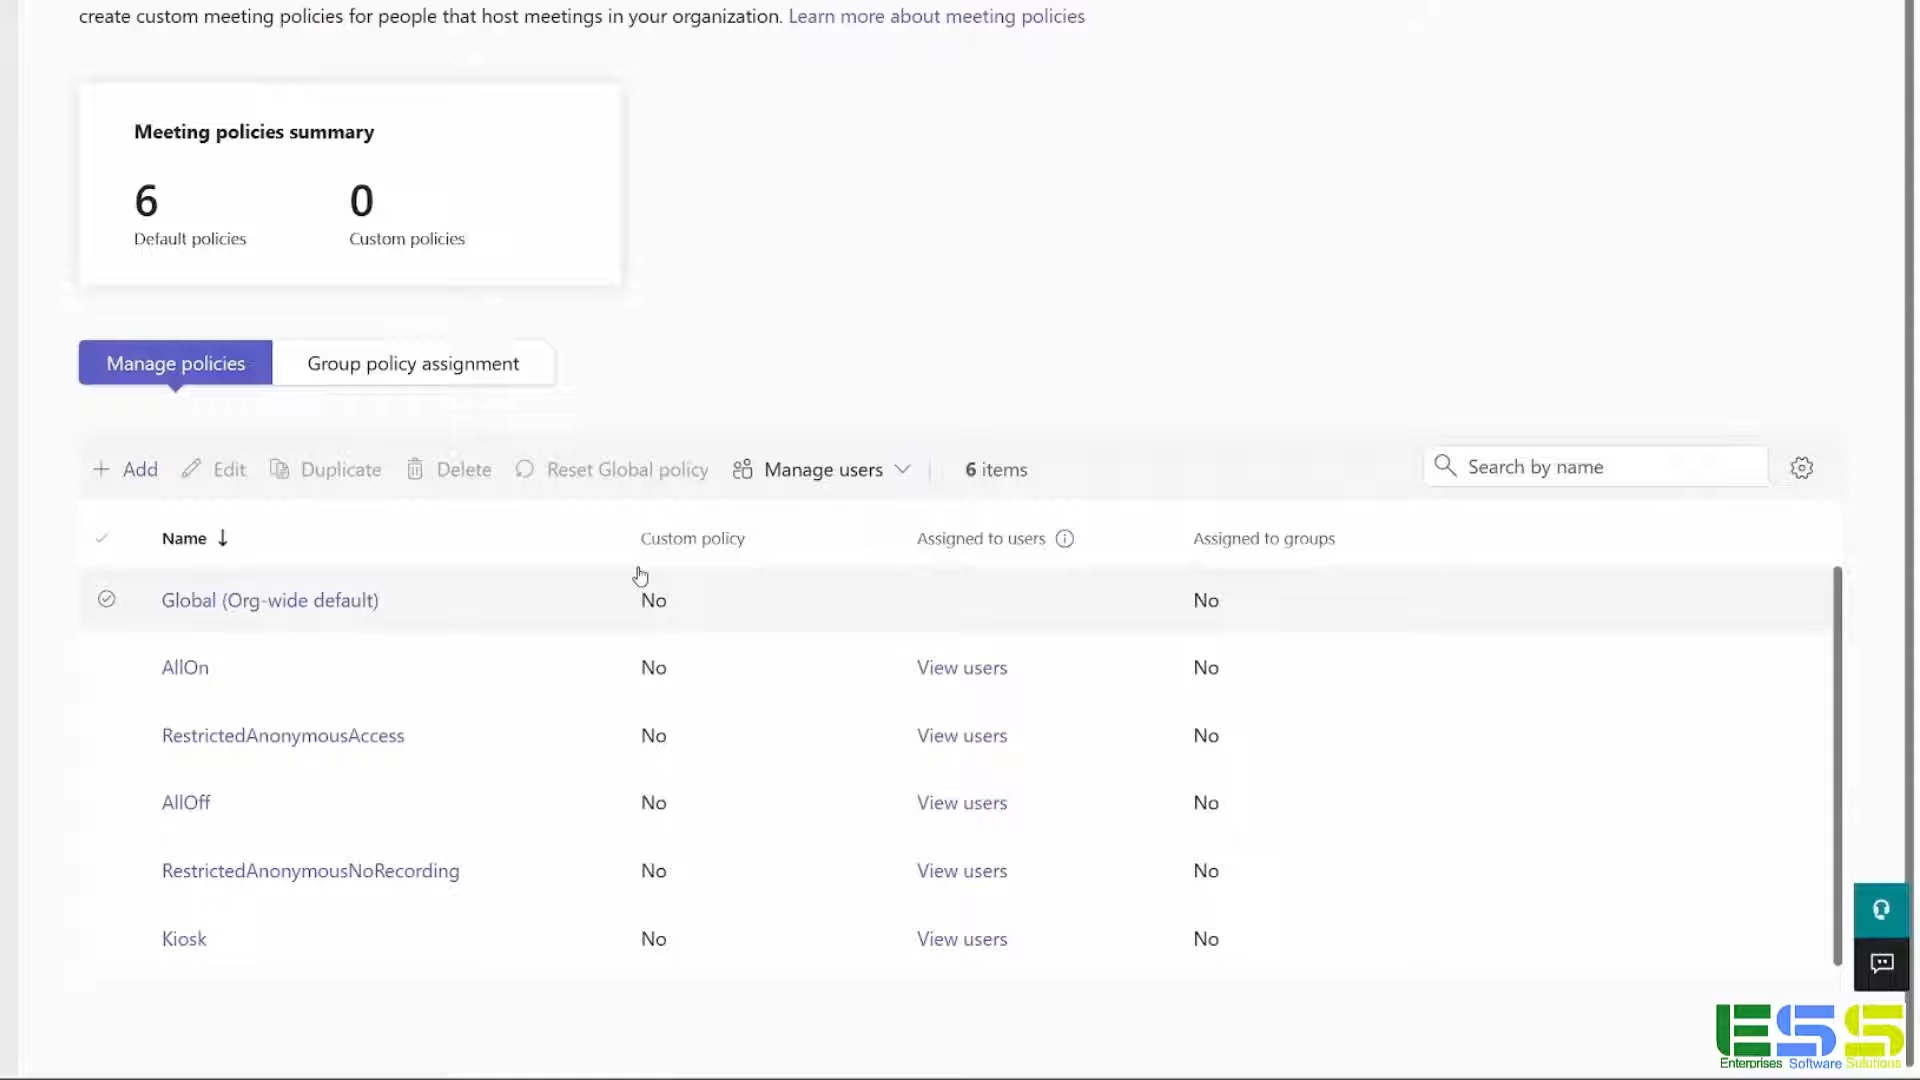 create custom meeting policies for people that host meetings in your organization. Learn more about meeting policies
Meeting policies summary
6 0
Default policies Custom policies
Manage policies Group policy assignment
Add Edit Duplicate Delete Reset Global policy Manage users 6 items Search by name
Name Custom policy Assigned to users Assigned to groups
Global (Org-wide default) No No
AllOn No View users No
RestrictedAnonymousAccess No View users No
AllOff No View users No
RestrictedAnonymousNoRecording No View users No
Kiosk No View users No
ESS
Enterprises Software Solutions